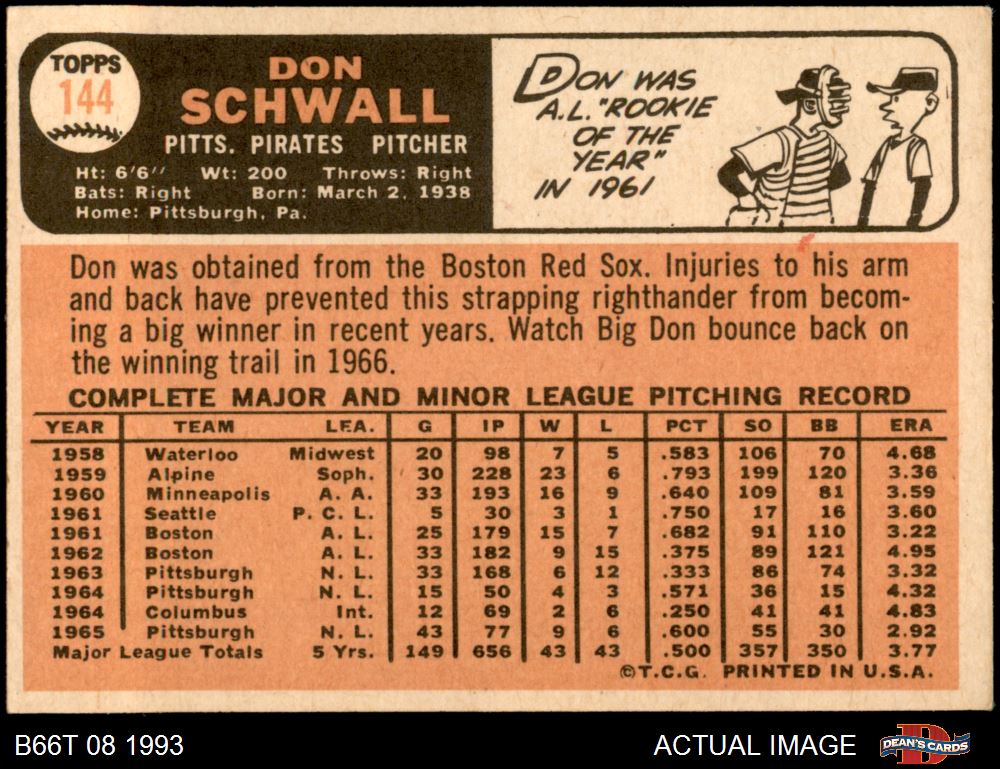 TOPPS
144
DON
SCHWALL
PITTS. PIRATES PITCHER
Ht: 6'6" Wt: 200 Throws: Right
Bats: Right Born: March 2, 1938
Home: Pittsburgh, Pa.
DON WAS
A.L. "ROOKIE
OF THE
YEAR"
IN 1961
Don was obtained from the Boston Red Sox. Injuries to his arm
and back have prevented this strapping righthander from becom-
ing a big winner in recent years. Watch Big Don bounce back on
the winning trail in 1966.
COMPLETE MAJOR AND MINOR LEAGUE PITCHING RECORD
YEAR TEAM LEA. G IP W L PCT SO BB ERA
1958 Waterloo Midwest 20 98 7 5 .583 106 70 4.68
1959 Alpine Soph. 30 228 23 6 .793 199 120 3.36
1960 Minneapolis A. A. 33 193 16 9 .640 109 81 3.59
1961 Seattle P. C. L. 5 30 3 1 .750 17 16 3.60
1961 Boston A. L. 25 179 15 7 .682 91 110 3.22
1962 Boston A. L. 33 182 9 15 .375 89 121 4.95
1963 Pittsburgh N. L. 33 168 6 12 .333 86 74 3.32
1964 Pittsburgh N. L. 15 50 4 3 .571 36 15 4.32
1964 Columbus Int. 12 69 2 6 .250 41 41 4.83
1965 Pittsburgh N. L. 43 77 9 6 .600 55 30 2.92
Major League Totals 5 Yrs. 149 656 43 43 .500 357 350 3.77
©T.C.G. PRINTED IN U.S.A.
B66T 08 1993 ACTUAL IMAGE DEAN'S CARDS